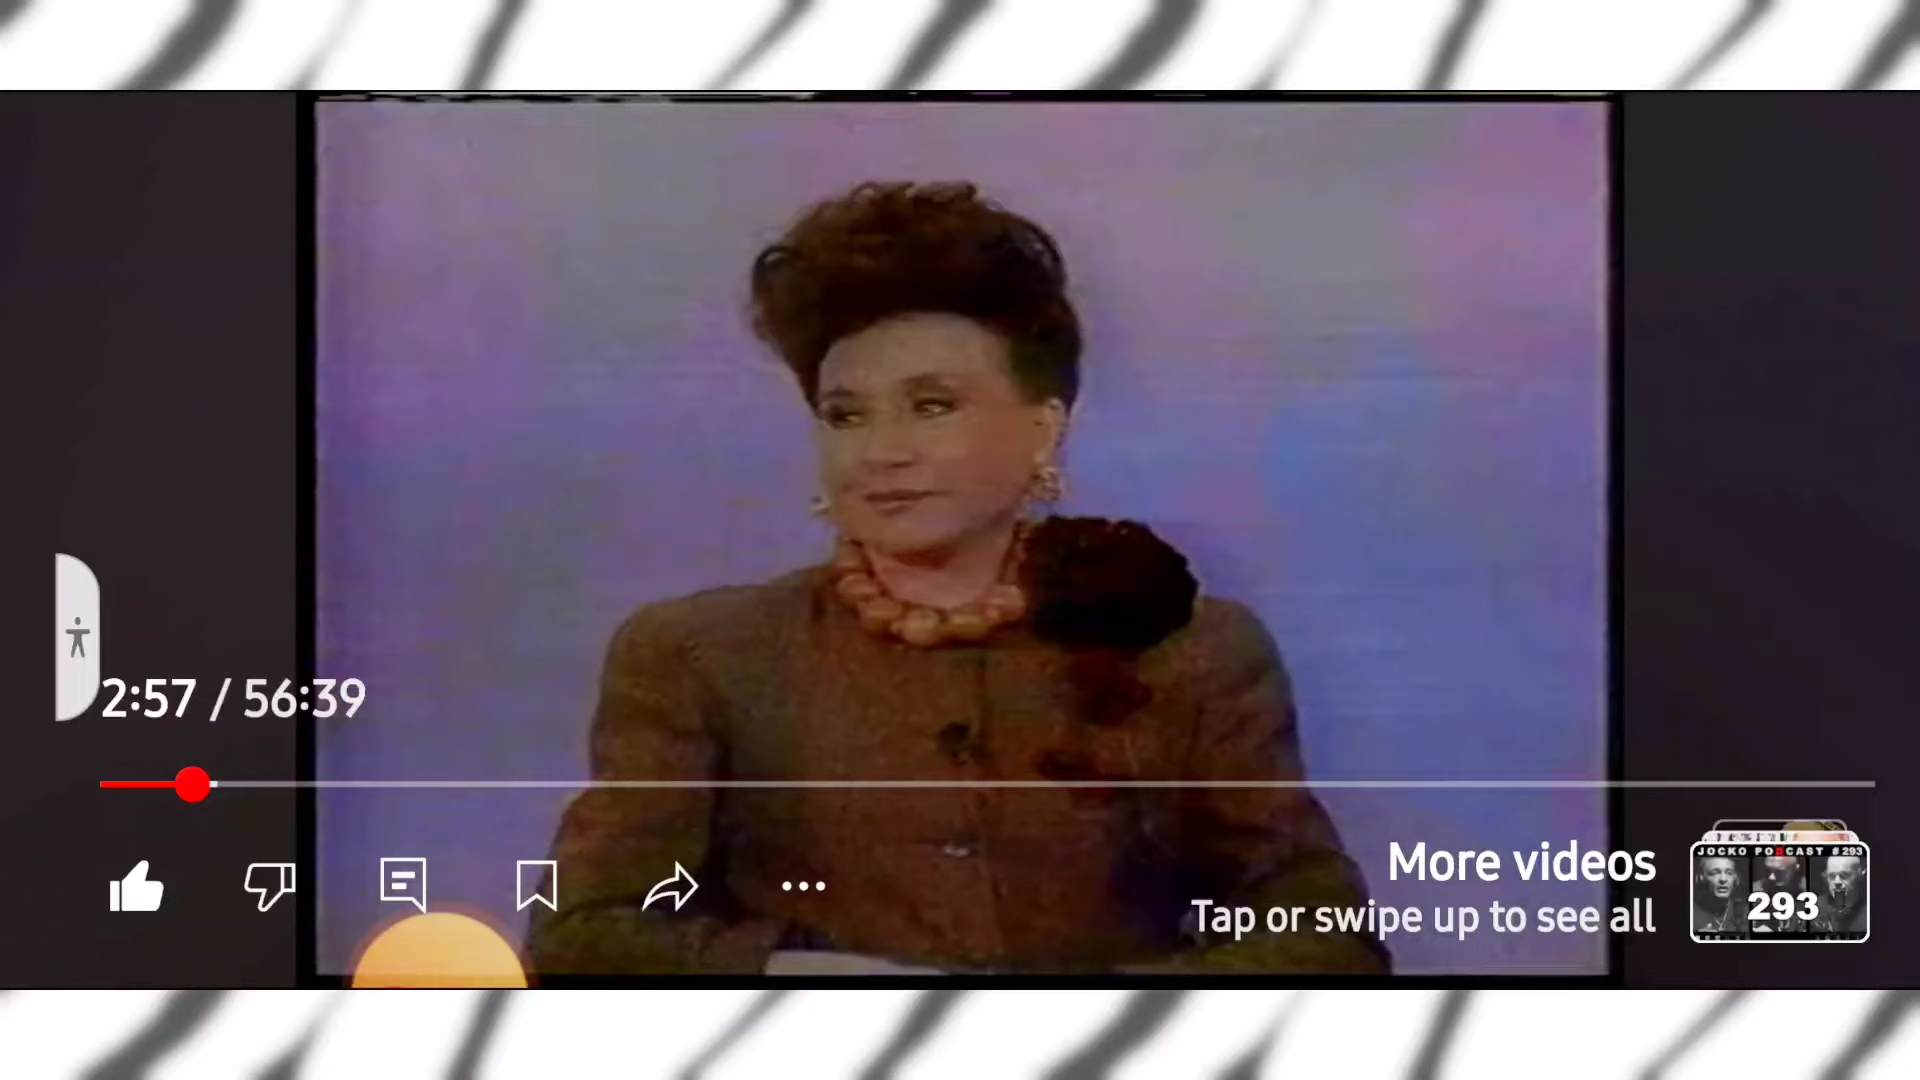 2:57 / 56:39
More videos
Tap or swipe up to see all
JOCKO PODCAST #293
293